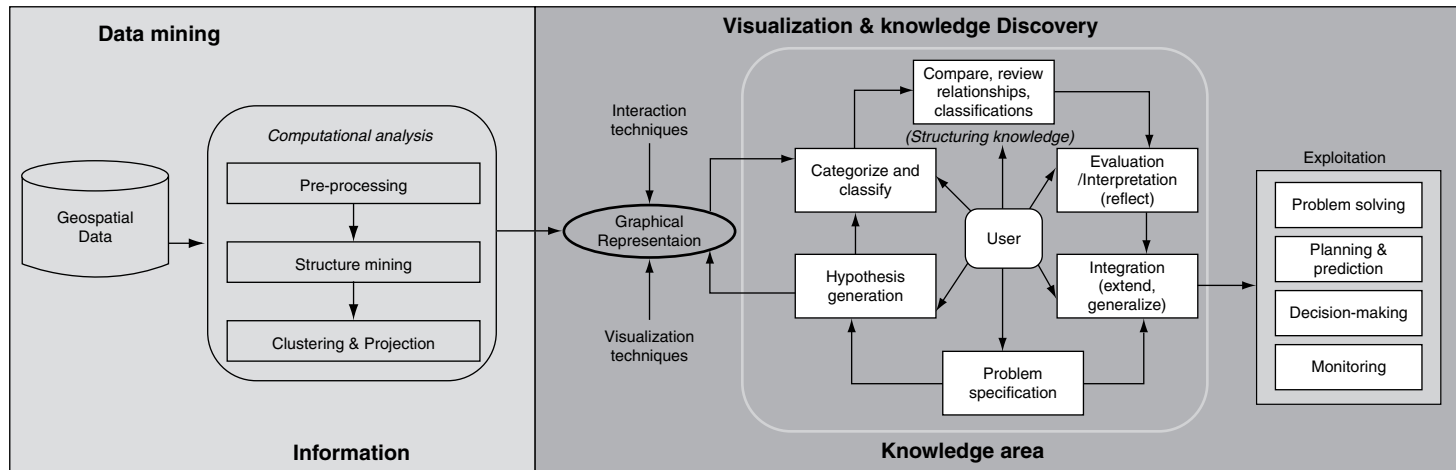 Data mining
Visualization & knowledge Discovery
Computational analysis
Geospatial
Data
Pre-processing
Structure mining
Clustering & Projection
Information
Interaction
techniques
Graphical
Representaion
Visualization
techniques
Compare, review
relationships,
classifications
(Structuring knowledge)
Categorize and
classify
Evaluation
/Interpretation
(reflect)
User
Hypothesis
generation
Integration
(extend,
generalize)
Problem
specification
Knowledge area
Exploitation
Problem solving
Planning &
prediction
Decision-making
Monitoring